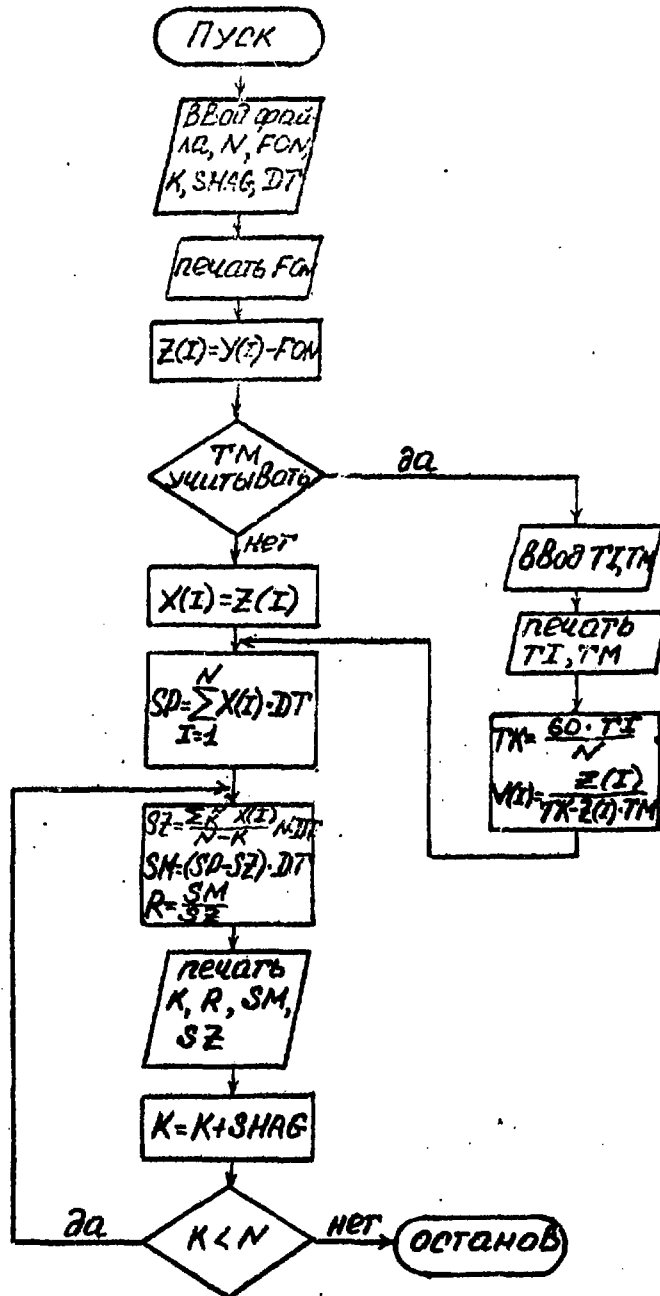 Пуск
ввод фай-
ла, N, FON,
K, SHAG, DT
печать FON
Z(I)=Y(I)-FON
TM
учитывать
да
нет
X(I)=Z(I)
ввод TI,TM
печать
TI, TM
TK= 60·TI / N
V(I)= Z(I) / TK-Z(I)·TM
SP= N Σ I=1 X(I)·DT
SZ= X(I) / N-K N·DT
SM=(SP-SZ)·DT
R= SM / SZ
печать
K, R, SM,
SZ
K=K+SHAG
да
K<N
нет
останов